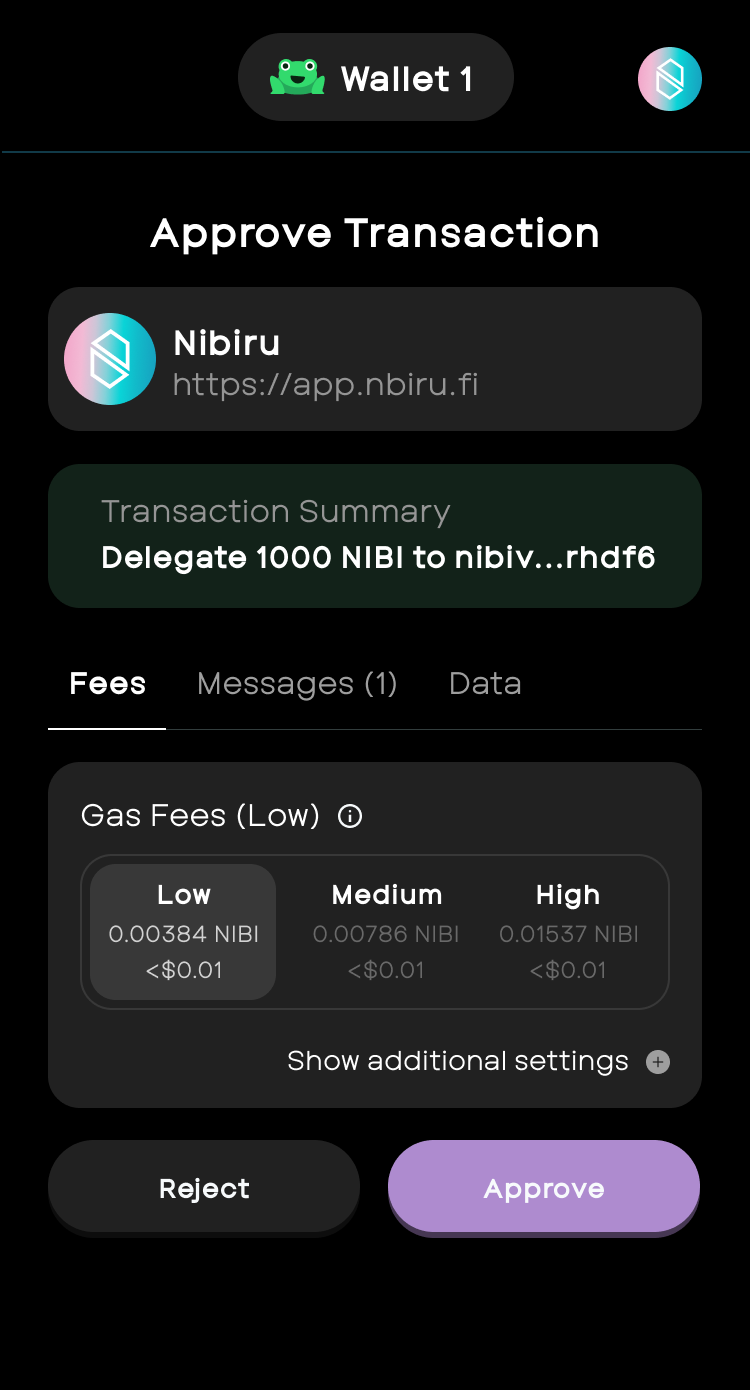 Wallet 1
Approve Transaction
Nibiru
https://app.nbiru.fi
Transaction Summary
Delegate 1000 NIBI to nibiv...rhdf6
Fees Messages (1) Data
Gas Fees (Low)
Low Medium High
0.00384 NIBI 0.00786 NIBI 0.01537 NIBI
<$0.01 <$0.01 <$0.01
Show additional settings
Reject Approve